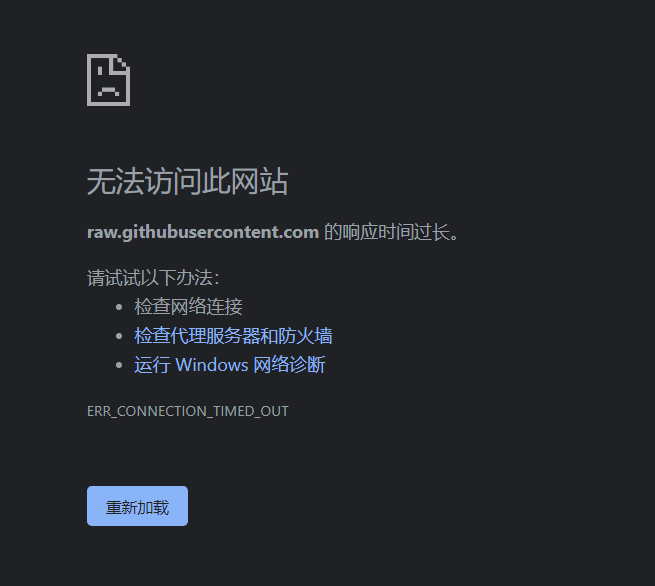 无法访问此网站
raw.githubusercontent.com 的响应时间过长。
请试试以下办法：
检查网络连接
检查代理服务器和防火墙
运行 Windows 网络诊断
ERR_CONNECTION_TIMED_OUT
重新加载